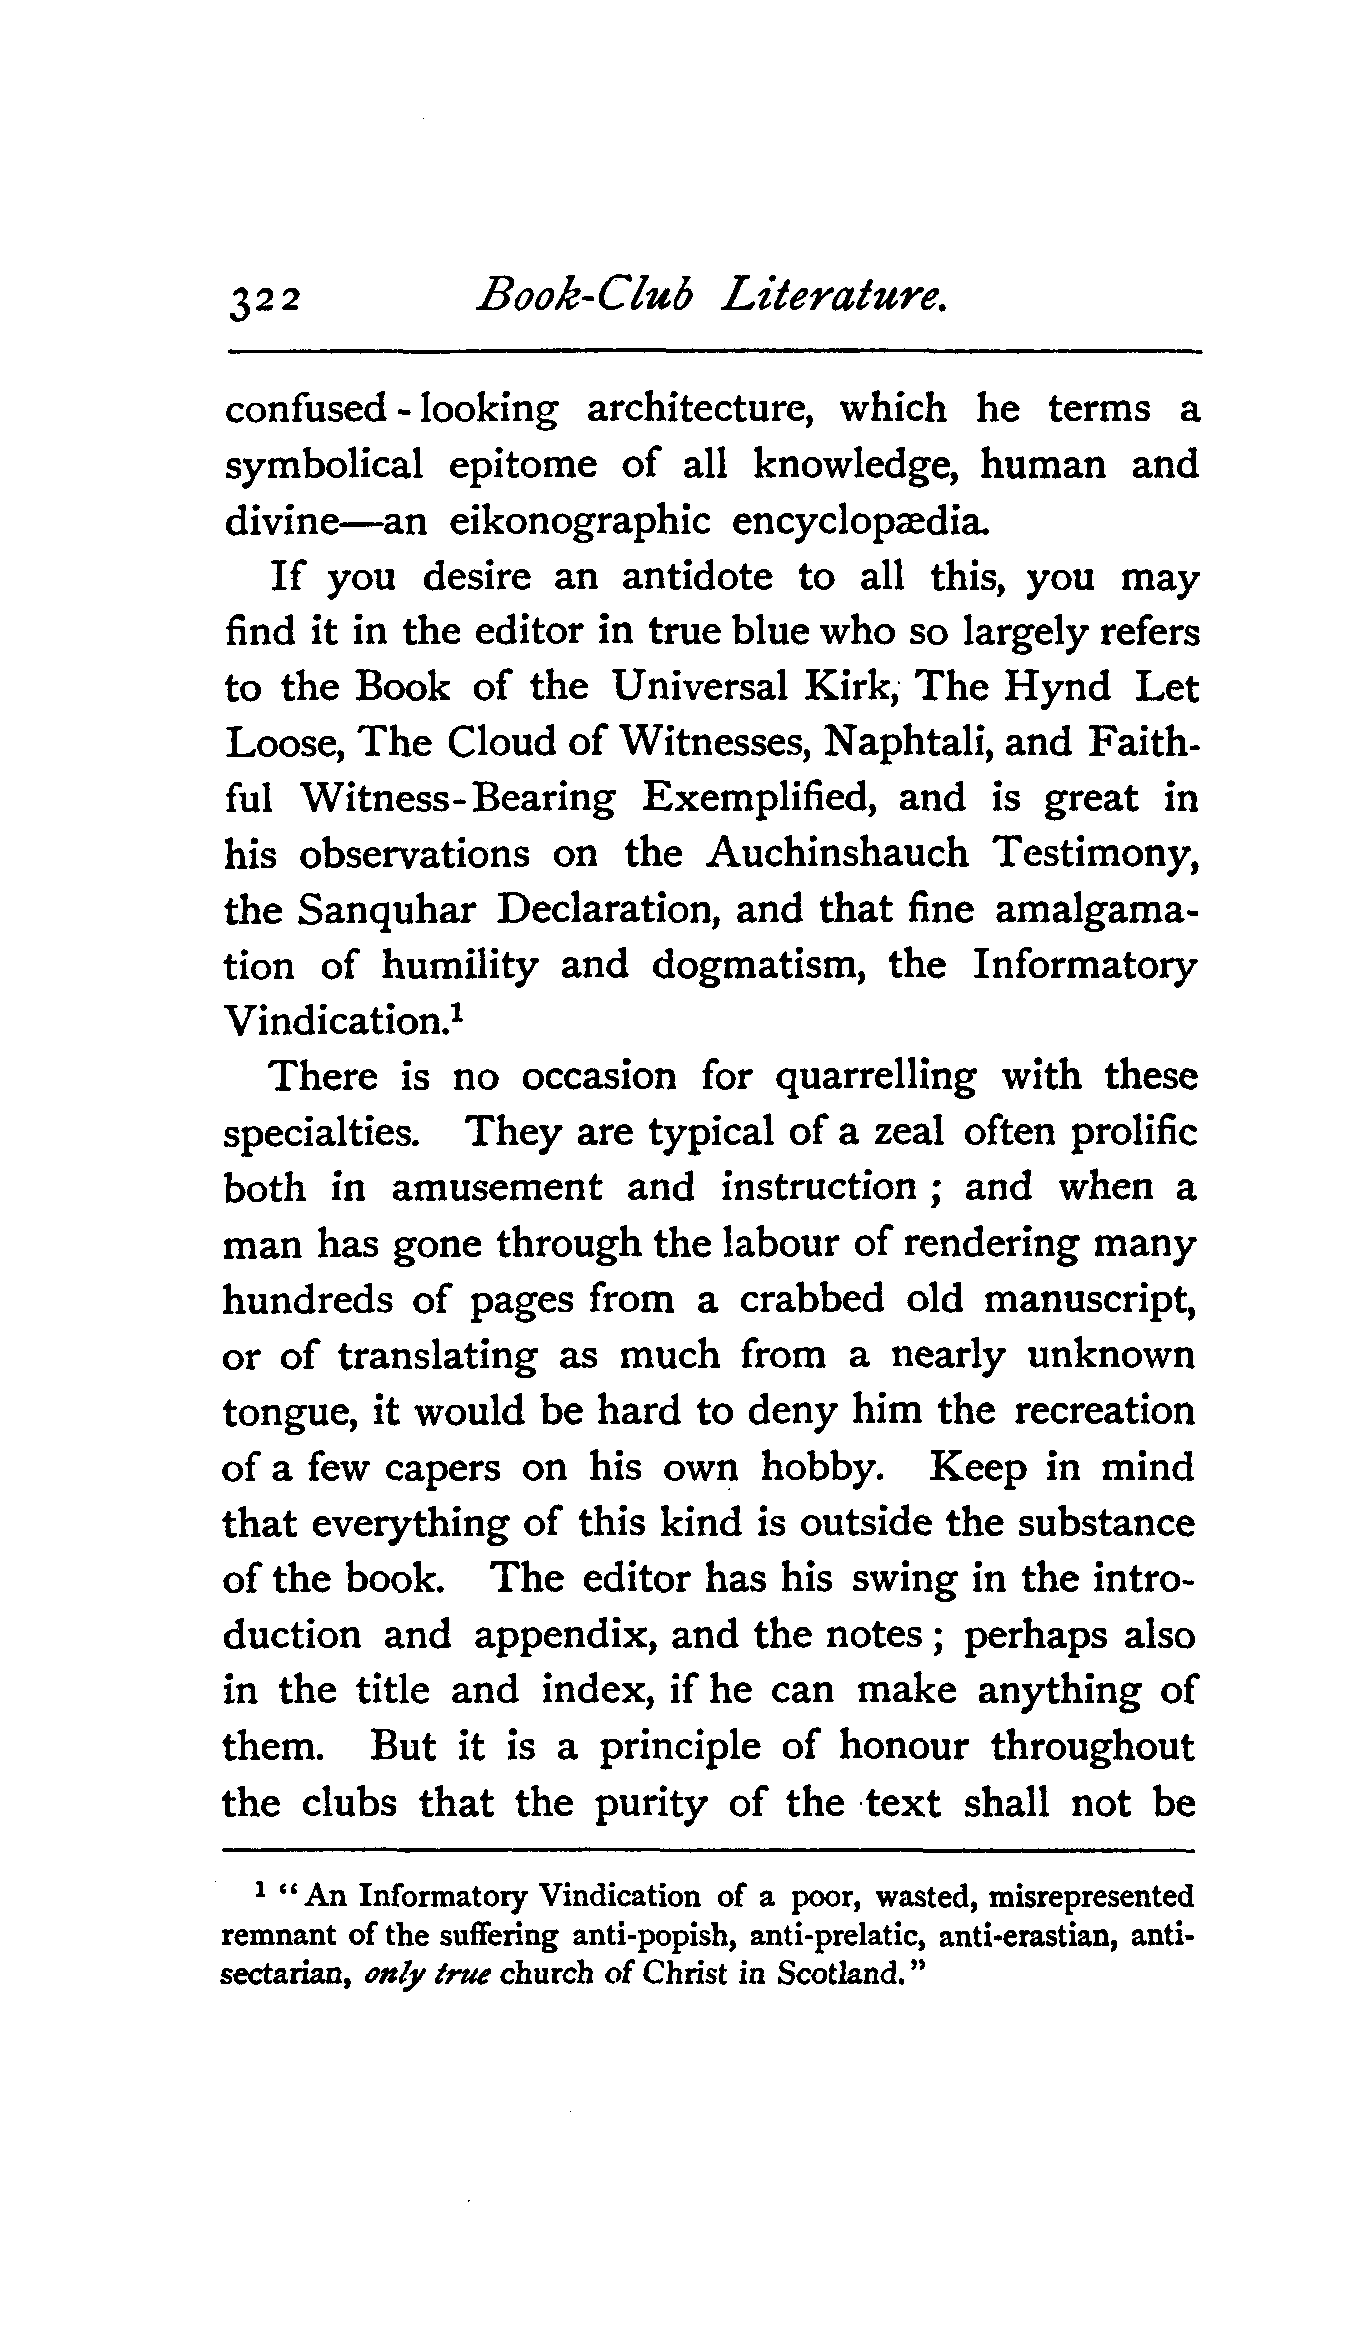 322 Book-Club Literature.
confused - looking architecture, which he terms a
symbolical epitome of all knowledge, human and
divine—an eikonographic encyclopædia.
If you desire an antidote to all this, you may
find it in the editor in true blue who so largely refers
to the Book of the Universal Kirk, The Hynd Let
Loose, The Cloud of Witnesses, Naphtali, and Faith-
ful Witness-Bearing Exemplified, and is great in
his observations on the Auchinshauch Testimony,
the Sanquhar Declaration, and that fine amalgama-
tion of humility and dogmatism, the Informatory
Vindication.¹
There is no occasion for quarrelling with these
specialties. They are typical of a zeal often prolific
both in amusement and instruction ; and when a
man has gone through the labour of rendering many
hundreds of pages from a crabbed old manuscript,
or of translating as much from a nearly unknown
tongue, it would be hard to deny him the recreation
of a few capers on his own hobby. Keep in mind
that everything of this kind is outside the substance
of the book. The editor has his swing in the intro-
duction and appendix, and the notes ; perhaps also
in the title and index, if he can make anything of
them. But it is a principle of honour throughout
the clubs that the purity of the text shall not be
¹ “An Informatory Vindication of a poor, wasted, misrepresented
remnant of the suffering anti-popish, anti-prelatic, anti-erastian, anti-
sectarian, only true church of Christ in Scotland.”